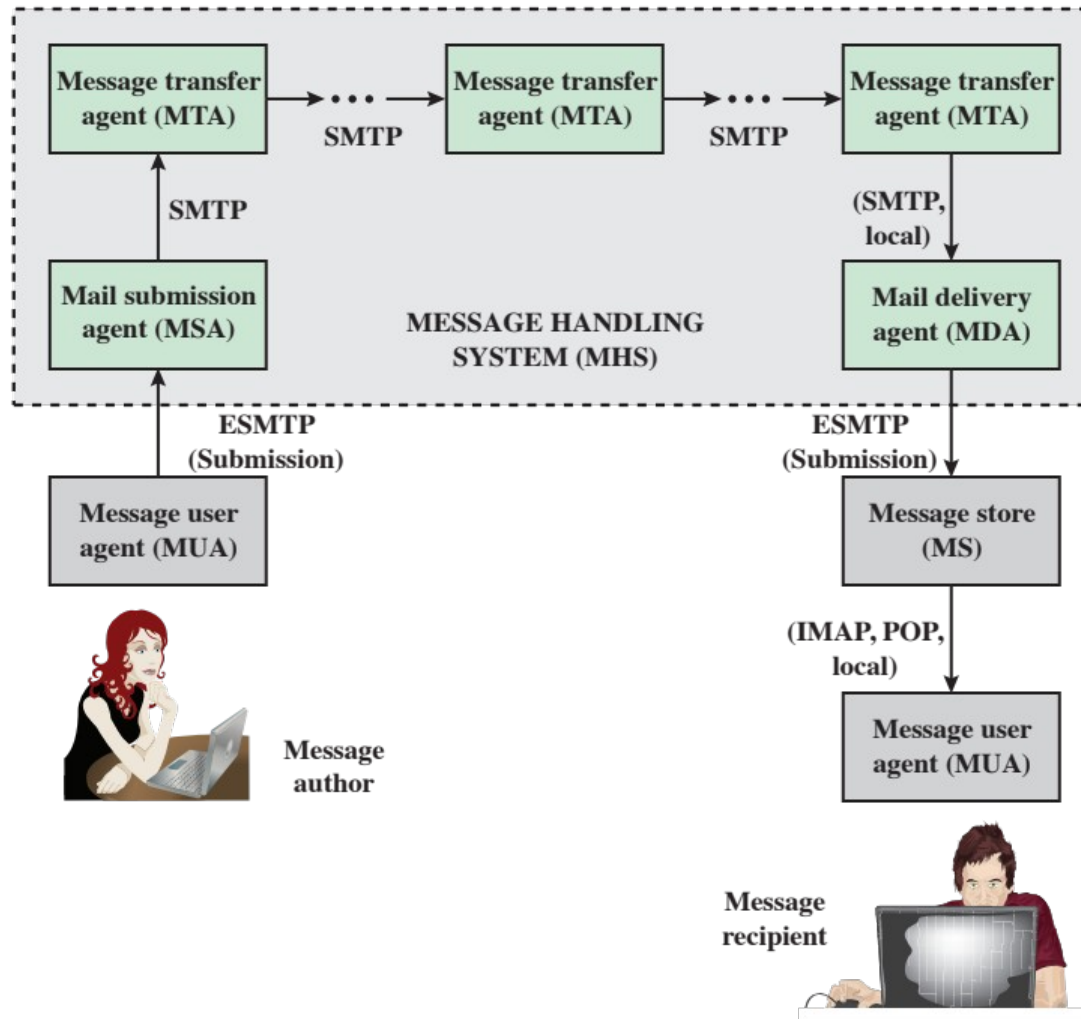 Message transfer
agent (MTA)
SMTP
Message transfer
agent (MTA)
SMTP
Message transfer
agent (MTA)
SMTP
(SMTP,
local)
Mail submission
agent (MSA)
MESSAGE HANDLING
SYSTEM (MHS)
Mail delivery
agent (MDA)
ESMTP
(Submission)
ESMTP
(Submission)
Message user
agent (MUA)
Message store
(MS)
(IMAP, POP,
local)
Message user
agent (MUA)
Message
author
Message
recipient